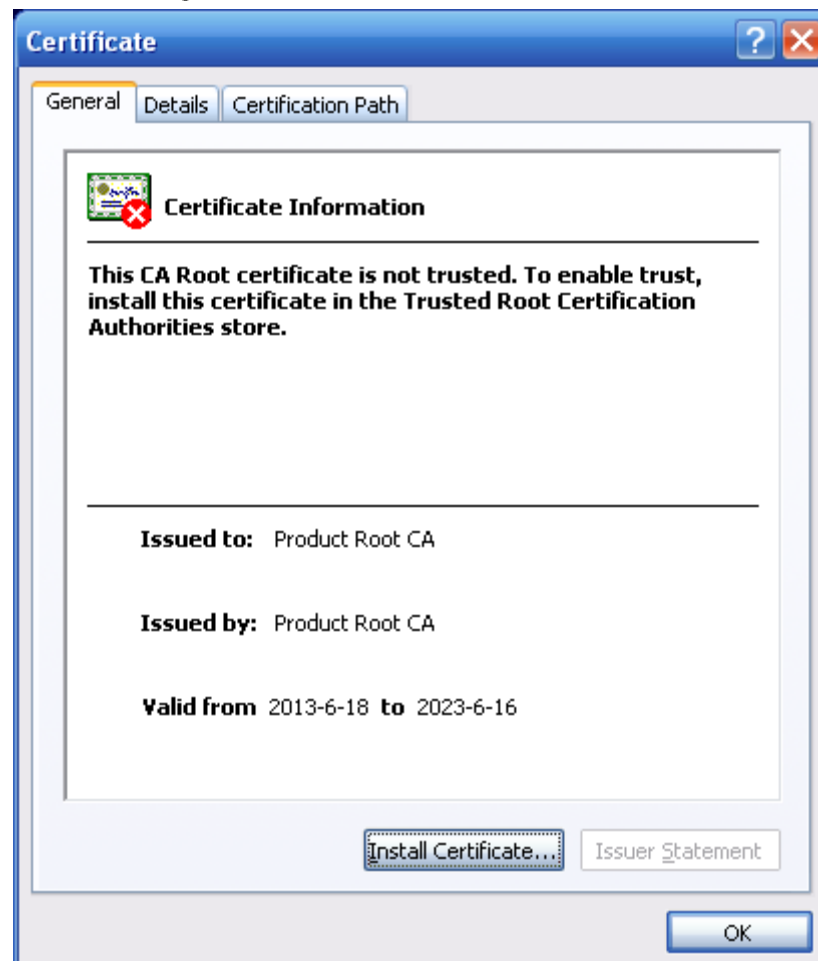 Certificate
General Details Certification Path
Certificate Information
This CA Root certificate is not trusted. To enable trust,
install this certificate in the Trusted Root Certification
Authorities store.
Issued to: Product Root CA
Issued by: Product Root CA
Valid from 2013-6-18 to 2023-6-16
Install Certificate... Issuer Statement
OK